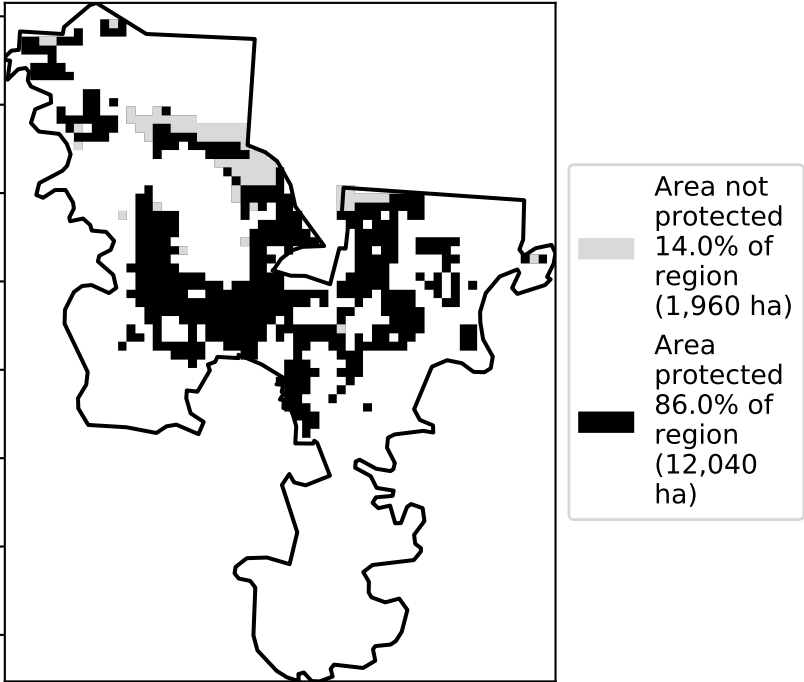 Area not
protected
14.0% of
region
(1,960 ha)
Area
protected
86.0% of
region
(12,040
ha)